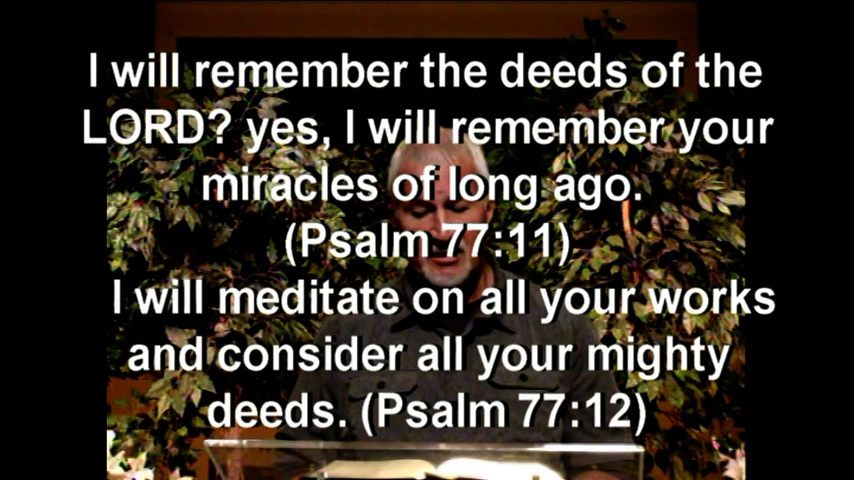 I will remember the deeds of the
LORD? yes, I will remember your
miracles of long ago.
(Psalm 77:11)
I will meditate on all your works
and consider all your mighty
deeds. (Psalm 77:12)